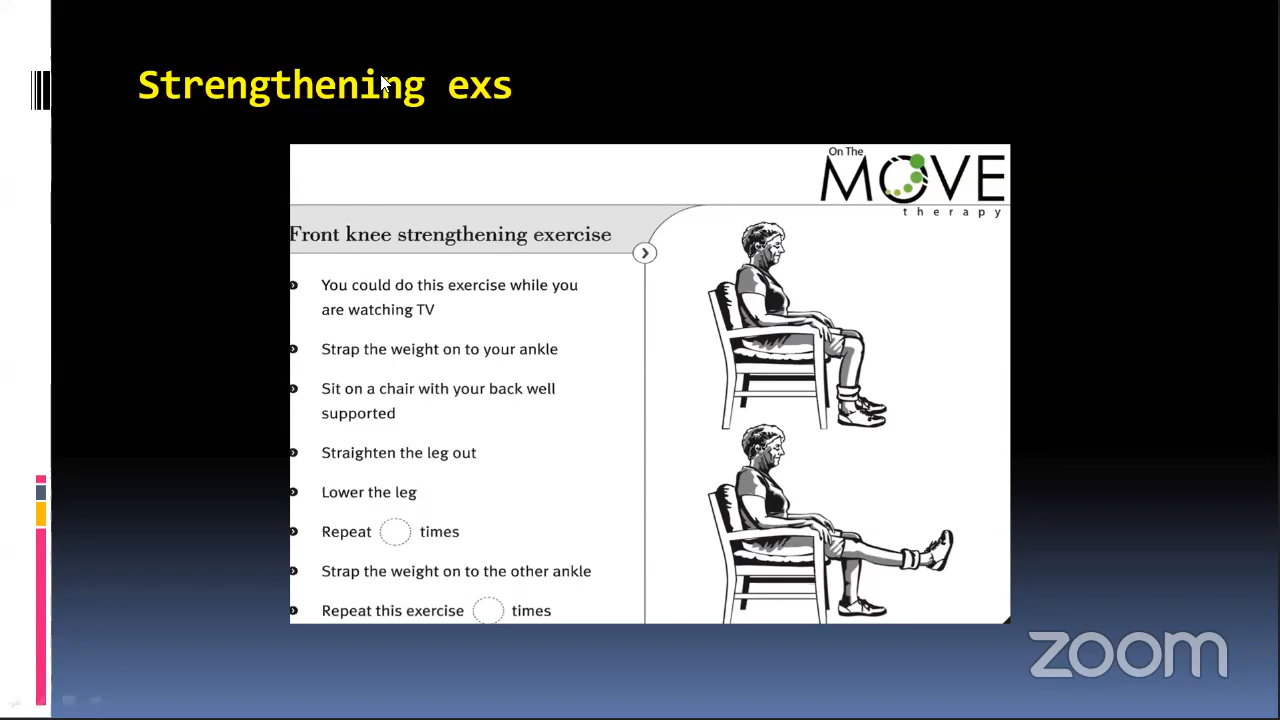 Strengthening exs
On The
MOVE
therapy
Front knee strengthening exercise
You could do this exercise while you
are watching TV
Strap the weight on to your ankle
Sit on a chair with your back well
supported
Straighten the leg out
Lower the leg
Repeat times
Strap the weight on to the other ankle
Repeat this exercise times
zoom